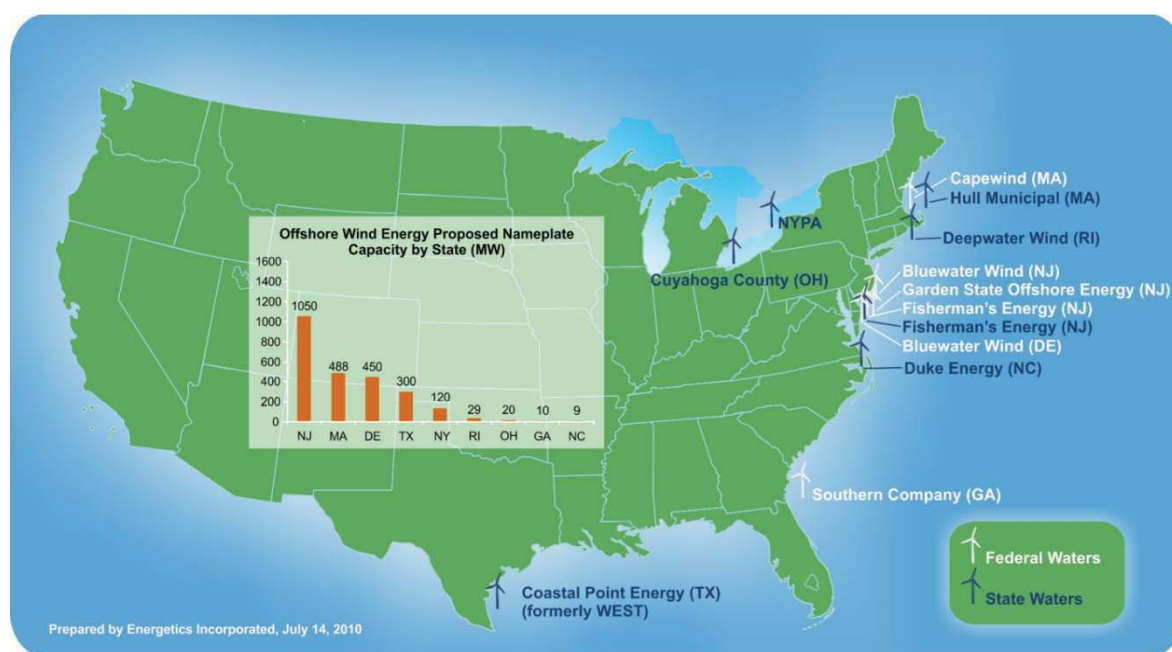 Capewind (MA)
Hull Municipal (MA)
NYPA
Offshore Wind Energy Proposed Nameplate
Capacity by State (MW)
Deepwater Wind (RI)
Cuyahoga County (OH)
1600
1400
1200
1000
800
600
400
200
0
1050
488
450
300
120
29
20
10
9
NJ
MA
DE
TX
NY
RI
OH
GA
NC
Bluewater Wind (NJ)
Garden State Offshore Energy (NJ)
Fisherman's Energy (NJ)
Fisherman's Energy (NJ)
Bluewater Wind (DE)
Duke Energy (NC)
Southern Company (GA)
Federal Waters
State Waters
Coastal Point Energy (TX)
(formerly WEST)
Prepared by Energetics Incorporated, July 14, 2010